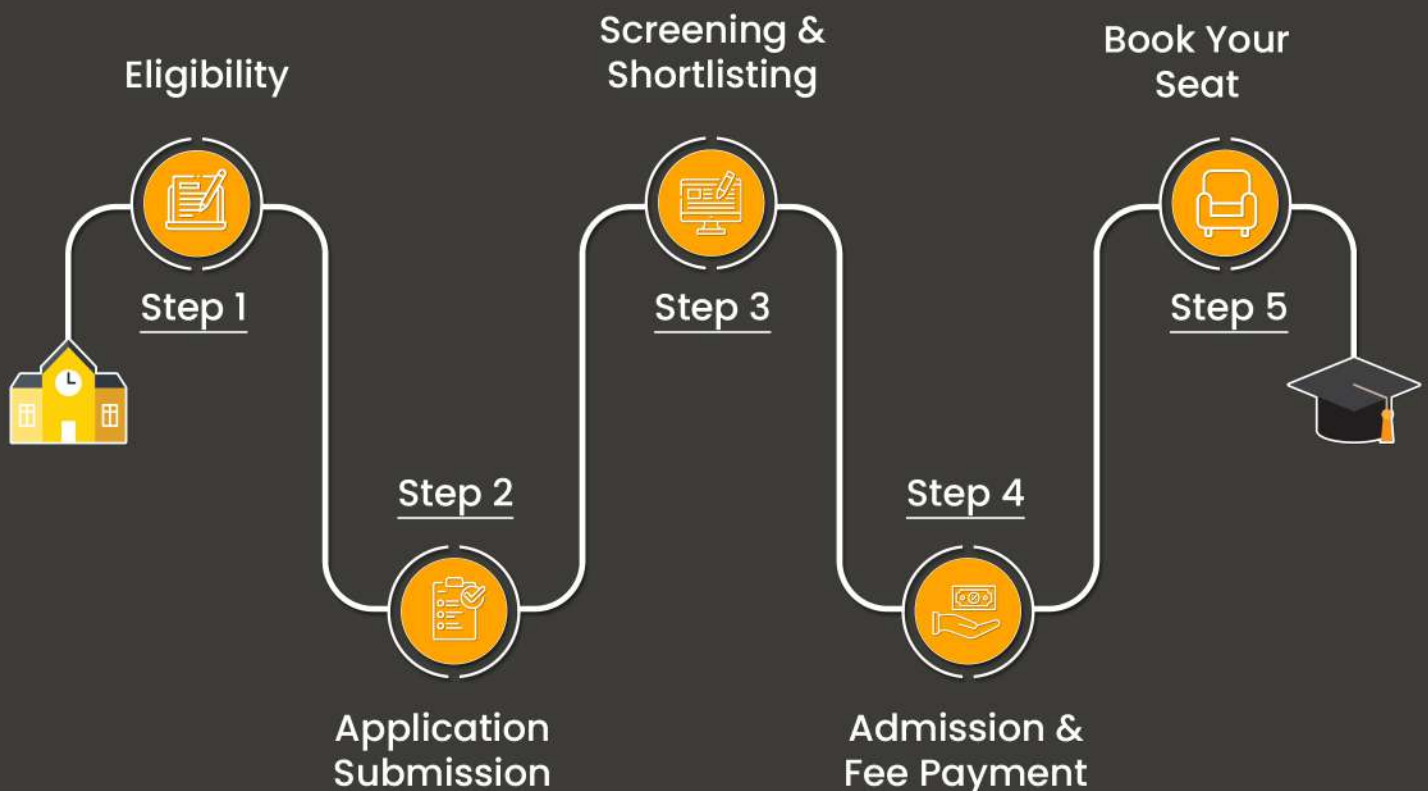 Eligibility
Step 1
Step 2
Application
Submission
Screening &
Shortlisting
Step 3
Step 4
Admission &
Fee Payment
Book Your
Seat
Step 5